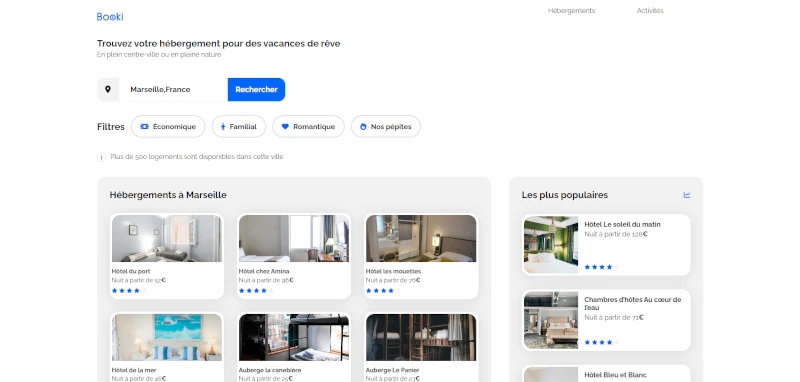 Booki
Hébergements
Activités
Trouvez votre hébergement pour des vacances de rêve
En plein centre-ville ou en pleine nature
Marseille,France
Rechercher
Filtres
Économique
Familial
Romantique
Nos pépites
Plus de 500 logements sont disponibles dans cette ville
Hébergements à Marseille
Hôtel du port
Nuit à partir de 52€
Hôtel chez Amina
Nuit à partir de 96€
Hôtel les mouettes
Nuit à partir de 76€
Hôtel de la mer
Nuit à partir de 46€
Auberge la canebière
Nuit à partir de 25€
Auberge Le Panier
Nuit à partir de 23€
Les plus populaires
Hôtel Le soleil du matin
Nuit à partir de 128€
Chambres d'hôtes Au cœur de
l'eau
Nuit à partir de 71€
Hôtel Bleu et Blanc